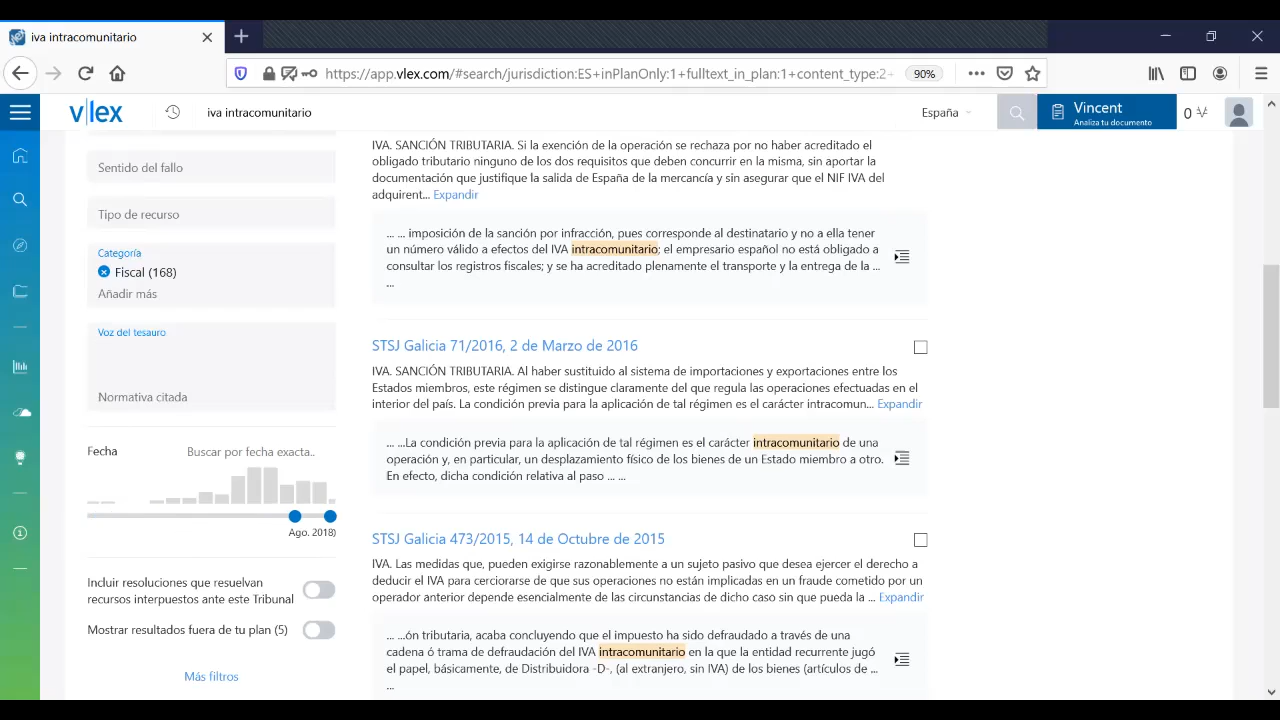 iva intracomunitario
https://app.vlex.com/#search/jurisdiction:ES+inPlanOnly:1+fulltext_in_plan:1+content_type:2+
90%
v|lex
iva intracomunitario
España
Vincent
Analiza tu documento
0
Sentido del fallo
Tipo de recurso
Categoría
Fiscal (168)
Añadir más
Voz del tesauro
Normativa citada
Fecha
Buscar por fecha exacta..
Ago. 2018)
Incluir resoluciones que resuelvan
recursos interpuestos ante este Tribunal
Mostrar resultados fuera de tu plan (5)
Más filtros
IVA. SANCIÓN TRIBUTARIA. Si la exención de la operación se rechaza por no haber acreditado el
obligado tributario ninguno de los dos requisitos que deben concurrir en la misma, sin aportar la
documentación que justifique la salida de España de la mercancía y sin asegurar que el NIF IVA del
adquirent... Expandir
... ... imposición de la sanción por infracción, pues corresponde al destinatario y no a ella tener
un número válido a efectos del IVA intracomunitario; el empresario español no está obligado a
consultar los registros fiscales; y se ha acreditado plenamente el transporte y la entrega de la ...
...
STSJ Galicia 71/2016, 2 de Marzo de 2016
IVA. SANCIÓN TRIBUTARIA. Al haber sustituido al sistema de importaciones y exportaciones entre los
Estados miembros, este régimen se distingue claramente del que regula las operaciones efectuadas en el
interior del país. La condición previa para la aplicación de tal régimen es el carácter intracomun... Expandir
... ...La condición previa para la aplicación de tal régimen es el carácter intracomunitario de una
operación y, en particular, un desplazamiento físico de los bienes de un Estado miembro a otro.
En efecto, dicha condición relativa al paso ... ...
STSJ Galicia 473/2015, 14 de Octubre de 2015
IVA. Las medidas que, pueden exigirse razonablemente a un sujeto pasivo que desea ejercer el derecho a
deducir el IVA para cerciorarse de que sus operaciones no están implicadas en un fraude cometido por un
operador anterior depende esencialmente de las circunstancias de dicho caso sin que pueda la ... Expandir
... ...ón tributaria, acaba concluyendo que el impuesto ha sido defraudado a través de una
cadena ó trama de defraudación del IVA intracomunitario en la que la entidad recurrente jugó
el papel, básicamente, de Distribuidora -D-, (al extranjero, sin IVA) de los bienes (artículos de ...
...